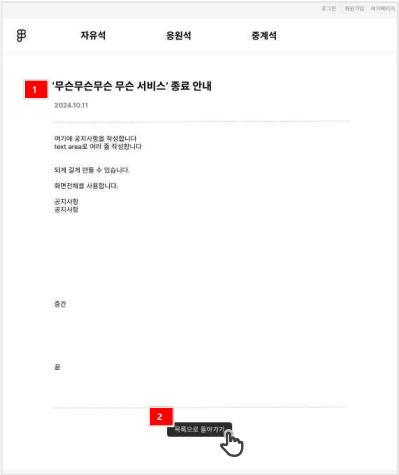 로그인 회원가입 마이페이지
자유석 응원석 중계석
1
'무슨무슨무슨 무슨 서비스' 종료 안내
2024.10.11
여기에 공지사항을 작성합니다
text area로 여러 줄 작성합니다
되게 길게 만들 수 있습니다.
화면전체를 사용합니다.
공지사항
공지사항
중간
끝
2
목록으로 돌아가기